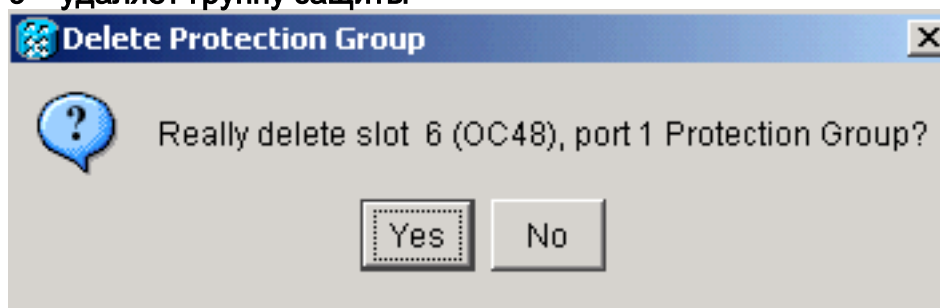 удаляет группу защиты
Delete Protection Group
Really delete slot 6 (OC48), port 1 Protection Group?
Yes
No